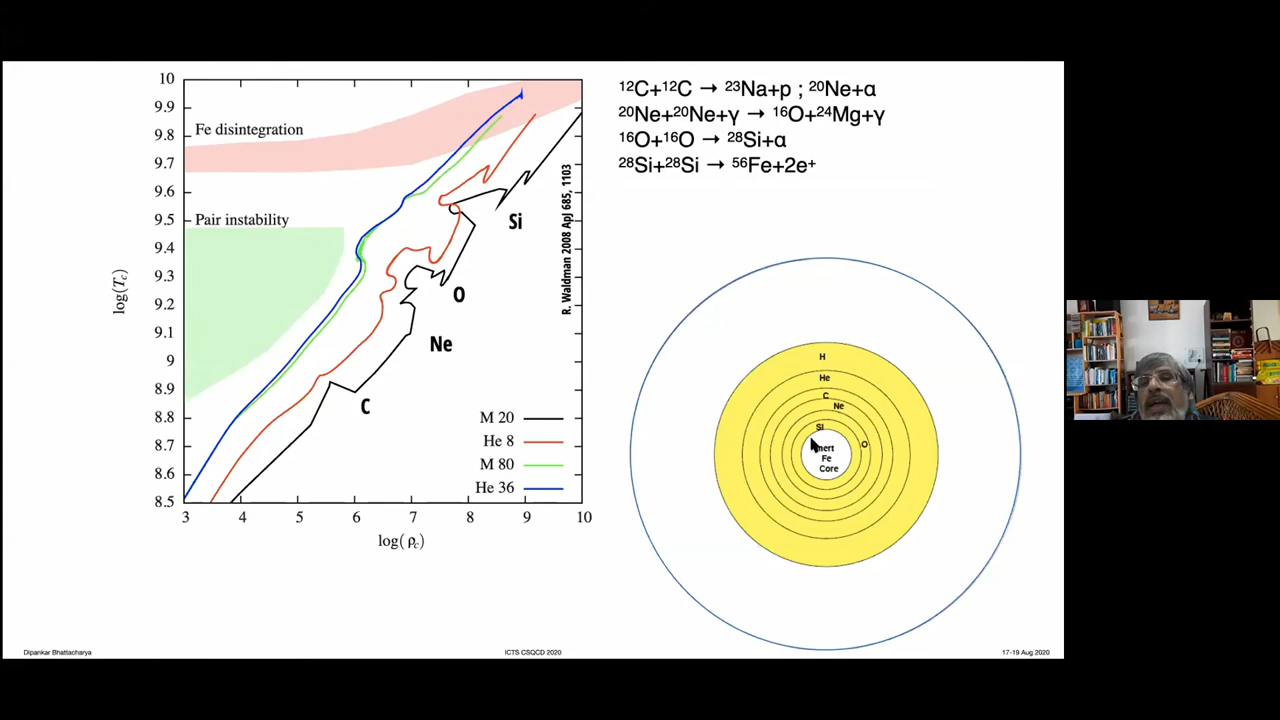 10
9.9
9.8
9.7
9.6
9.5
9.4
9.3
9.2
9.1
9
8.9
8.8
8.7
8.6
8.5
log(T_c)
Fe disintegration
Pair instability
Si
O
Ne
C
M 20
He 8
M 80
He 36
3 4 5 6 7 8 9 10
log(ρ_c)
R. Waldman 2008 ApJ 685, 1103
¹²C+¹²C → ²³Na+p ; ²⁰Ne+α
²⁰Ne+²⁰Ne+γ → ¹⁶O+²⁴Mg+γ
¹⁶O+¹⁶O → ²⁸Si+α
²⁸Si+²⁸Si → ⁵⁶Fe+2e⁺
H
He
C
Ne
Si
O
nert
Fe
Core
Dipankar Bhattacharya
ICTS CSQCD 2020
17-19 Aug 2020